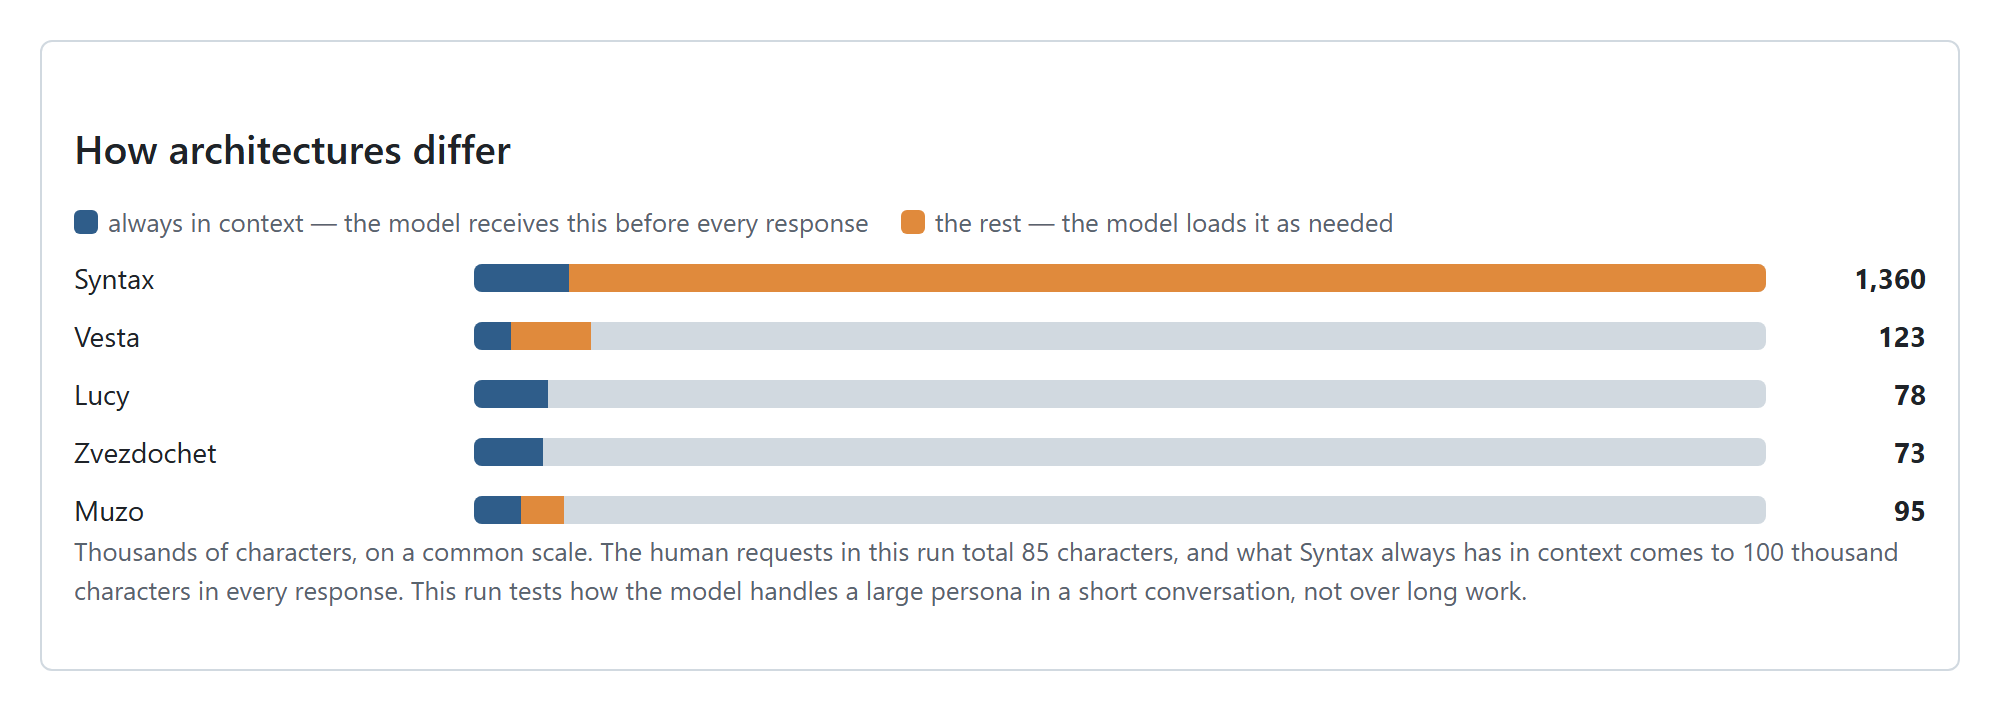 How architectures differ
always in context — the model receives this before every response the rest — the model loads it as needed
Syntax 1,360
Vesta 123
Lucy 78
Zvezdochet 73
Muzo 95
Thousands of characters, on a common scale. The human requests in this run total 85 characters, and what Syntax always has in context comes to 100 thousand
characters in every response. This run tests how the model handles a large persona in a short conversation, not over long work.